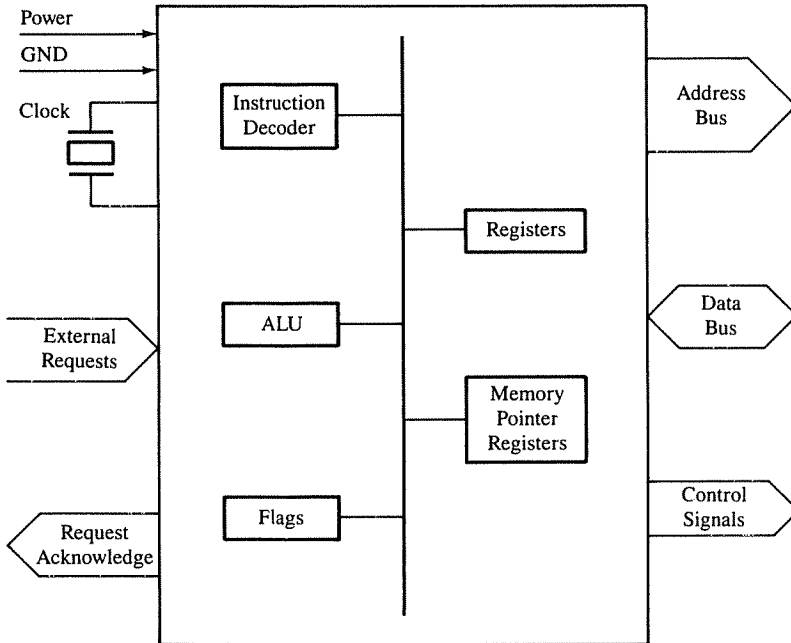 Power
GND
Clock
Instruction
Decoder
Address
Bus
Registers
External
Requests
ALU
Data
Bus
Memory
Pointer
Registers
Request
Acknowledge
Flags
Control
Signals